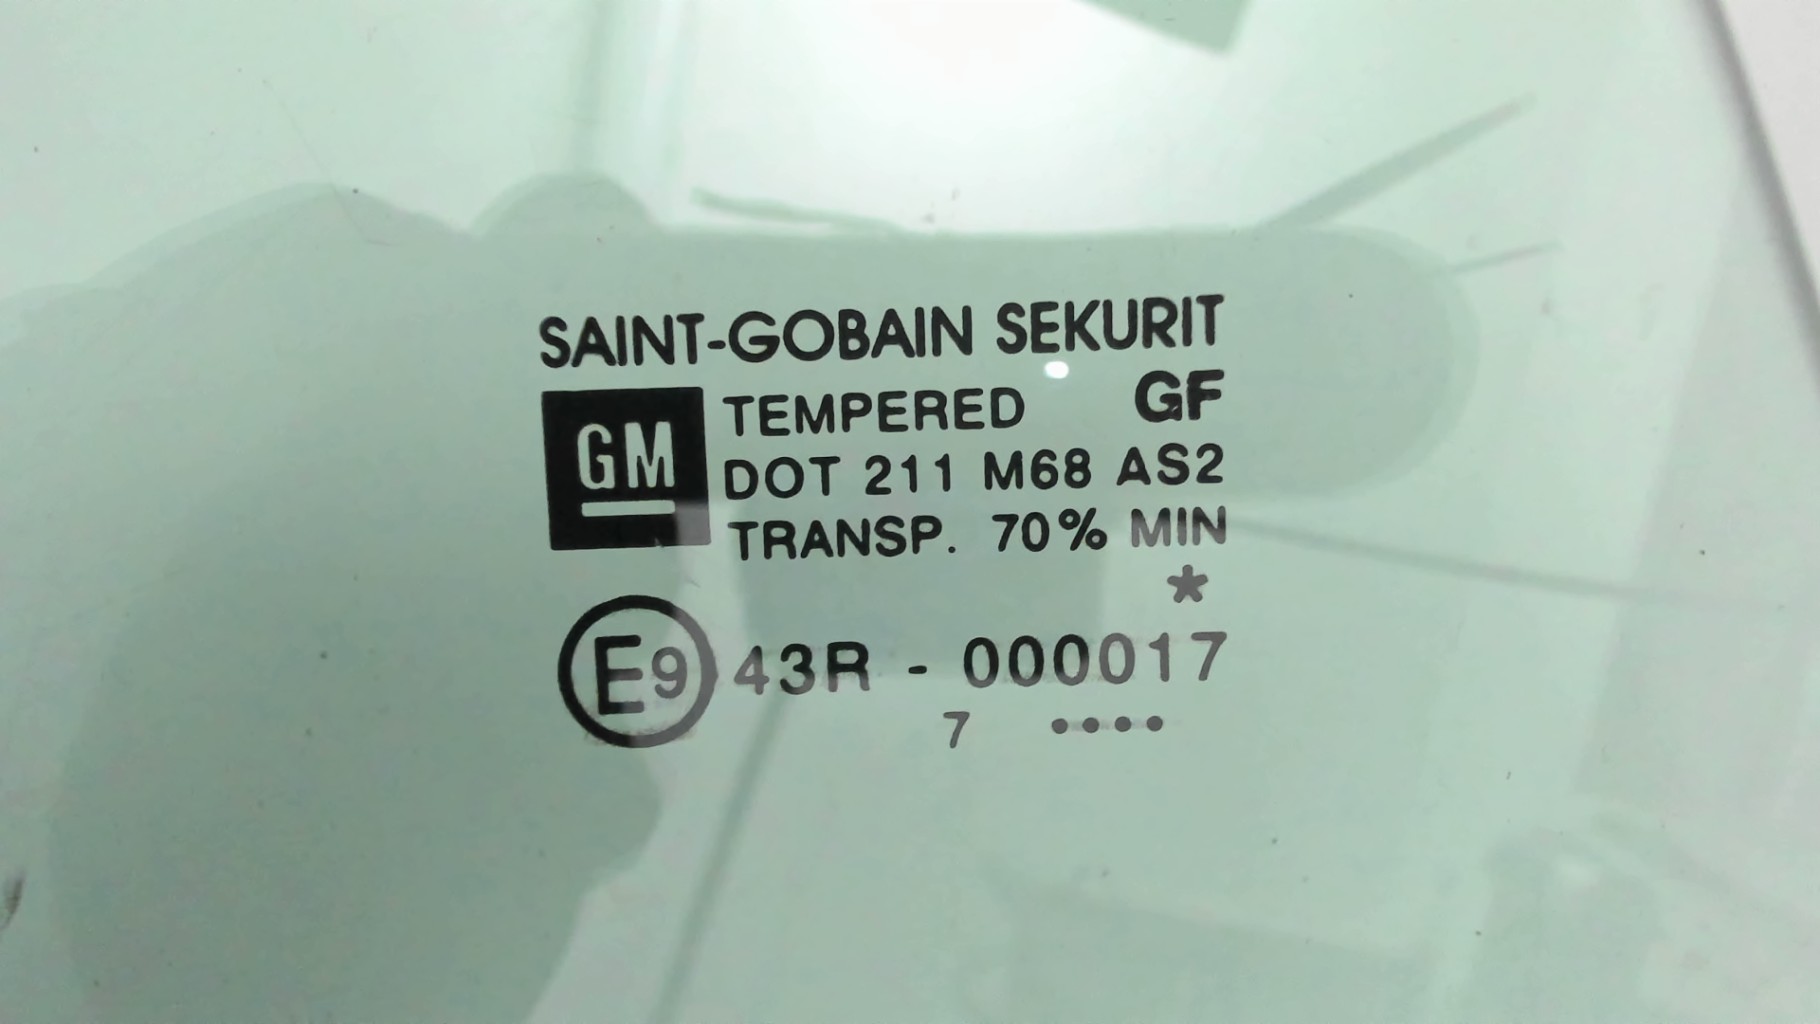 SAINT-GOBAIN SEKURIT
GM
TEMPERED GF
DOT 211 M68 AS2
TRANSP. 70% MIN
*
E9 43R - 000017
7 ••••